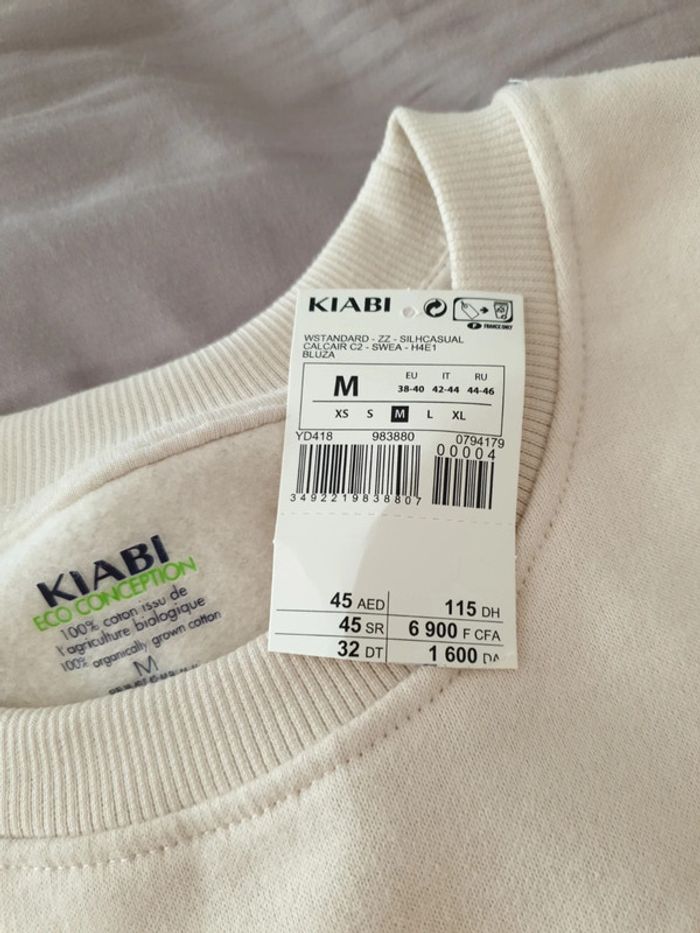 KIABI
FRANCE ONLY
WSTANDARD - ZZ - SILHCASUAL
CALCAIR C2 - SWEA - H4E1
BLUZA
M EU IT RU
38-40 42-44 44-46
XS S M L XL
YD418 983880 0794179
00004
3492219838807
45 AED 115 DH
45 SR 6 900 F CFA
32 DT 1 600
KIABI
ECO CONCEPTION
100% coton issu de
l'agriculture biologique
100% organically grown cotton
M